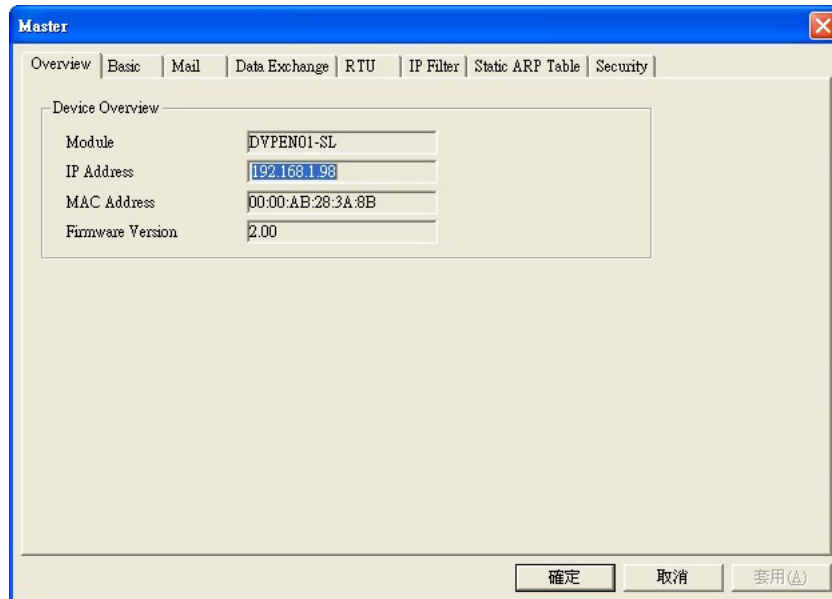 Master
Overview Basic Mail Data Exchange RTU IP Filter Static ARP Table Security
Device Overview
Module DVPEN01-SL
IP Address 192.168.1.98
MAC Address 00:00:AB:28:3A:8B
Firmware Version 2.00
確定 取消 套用(A)